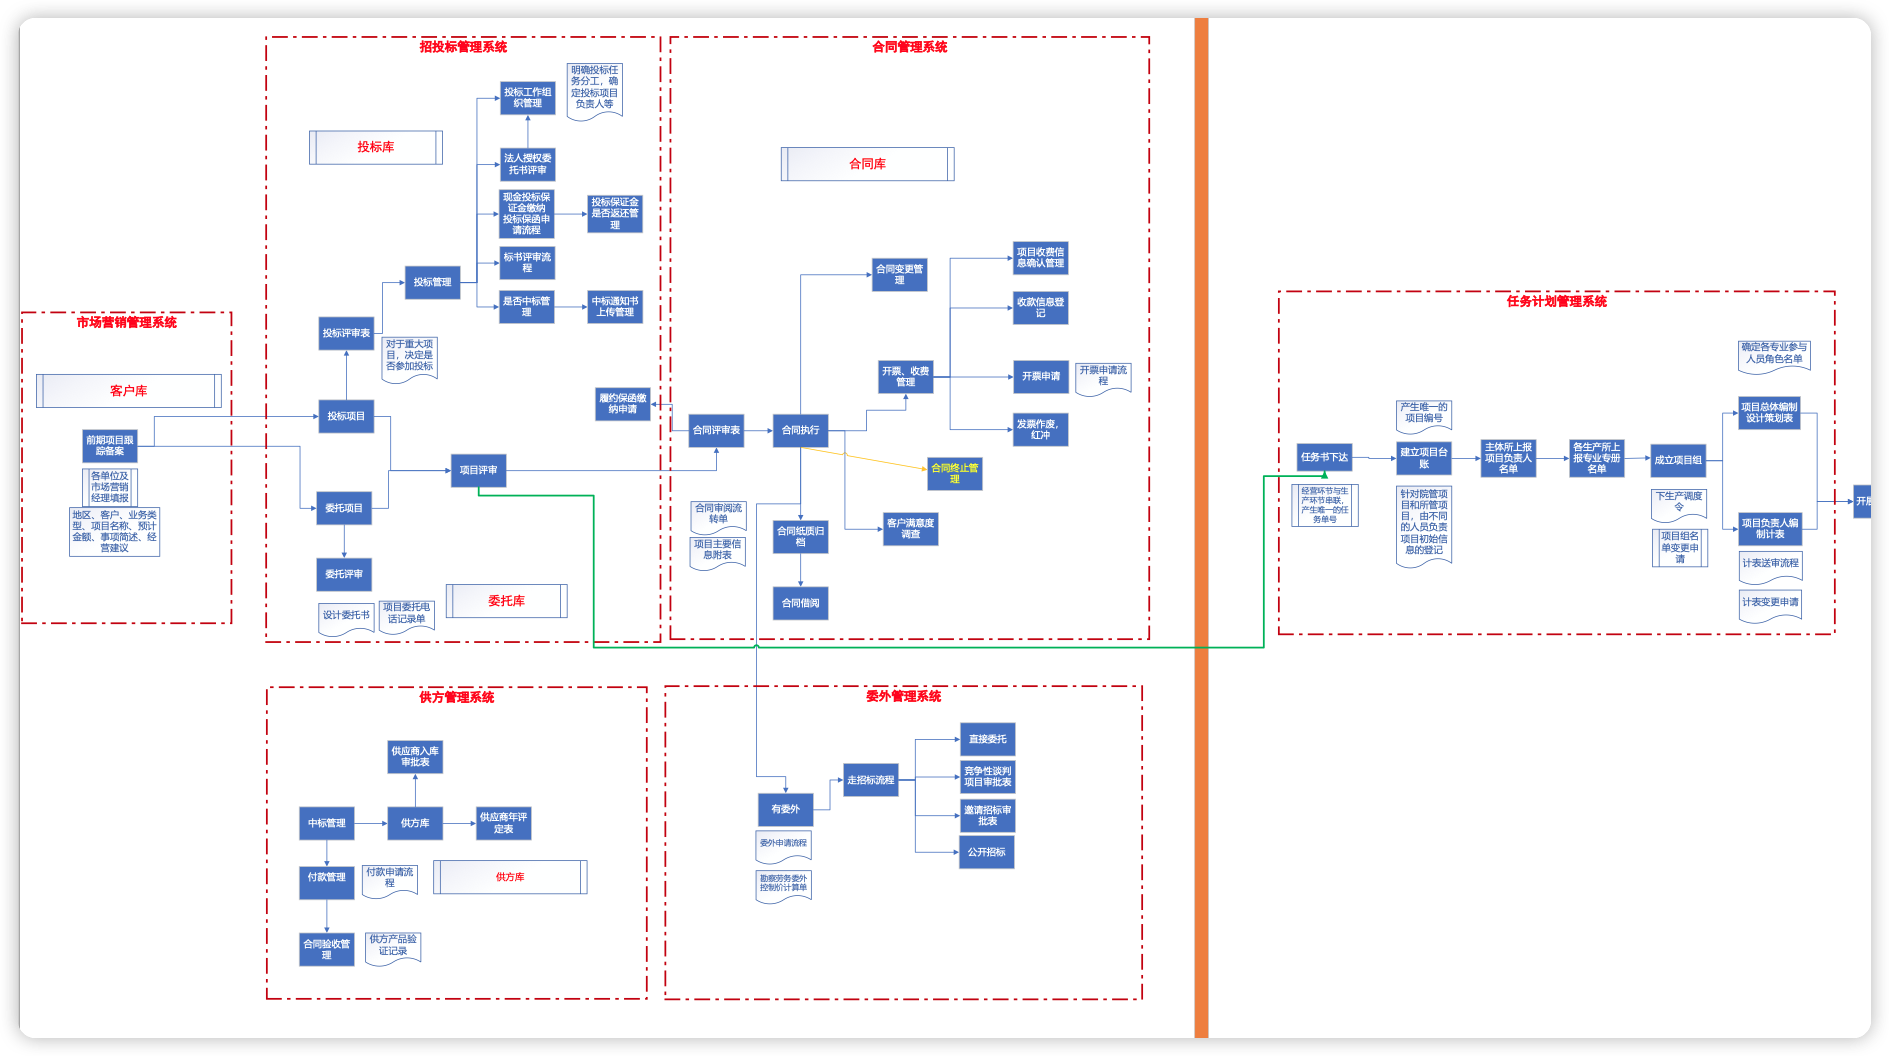 市场营销管理系统
客户库
前期项目跟
踪备案
各单位及
市场营销
经理填报
地区、客户、业务类
型、项目名称、预计
金额、事项简述、经
营建议
招投标管理系统
投标库
投标工作组
织管理
明确投标任
务分工，确
定投标项目
负责人等
法人授权委
托书评审
现金投标保
证金缴纳
投标保函申
请流程
投标保证金
是否返还管
理
标书评审流
程
是否中标管
理
中标通知书
上传管理
投标管理
投标评审表
对于重大项
目，决定是
否参加投标
投标项目
履约保函缴
纳申请
项目评审
委托项目
委托评审
设计委托书
项目委托电
话记录单
委托库
合同管理系统
合同库
合同变更管
理
项目收费信
息确认管理
收款信息登
记
开票、收费
管理
开票申请
开票申请流
程
发票作废，
红冲
合同评审表
合同执行
合同终止管
理
合同审阅流
转单
项目主要信
息附表
合同纸质归
档
客户满意度
调查
合同借阅
供方管理系统
供应商入库
审批表
中标管理
供方库
供应商年评
定表
付款管理
付款申请流
程
供方库
合同验收管
理
供方产品验
证记录
委外管理系统
直接委托
走招标流程
竞争性谈判
项目审批表
有委外
邀请招标审
批表
公开招标
委外申请流程
勘察劳务委外
控制价计算单
任务计划管理系统
确定各专业参与
人员角色名单
产生唯一的
项目编号
项目总体编制
设计策划表
任务书下达
建立项目台
账
主体所上报
项目负责人
名单
各生产所上
报专业专册
名单
成立项目组
经营环节与生
产环节串联，
产生唯一的任
务单号
针对院管项
目和所管项
目，由不同
的人员负责
项目初始信
息的登记
下生产调度
令
项目组名
单变更申
请
项目负责人编
制计表
计表送审流程
计表变更申请
开展